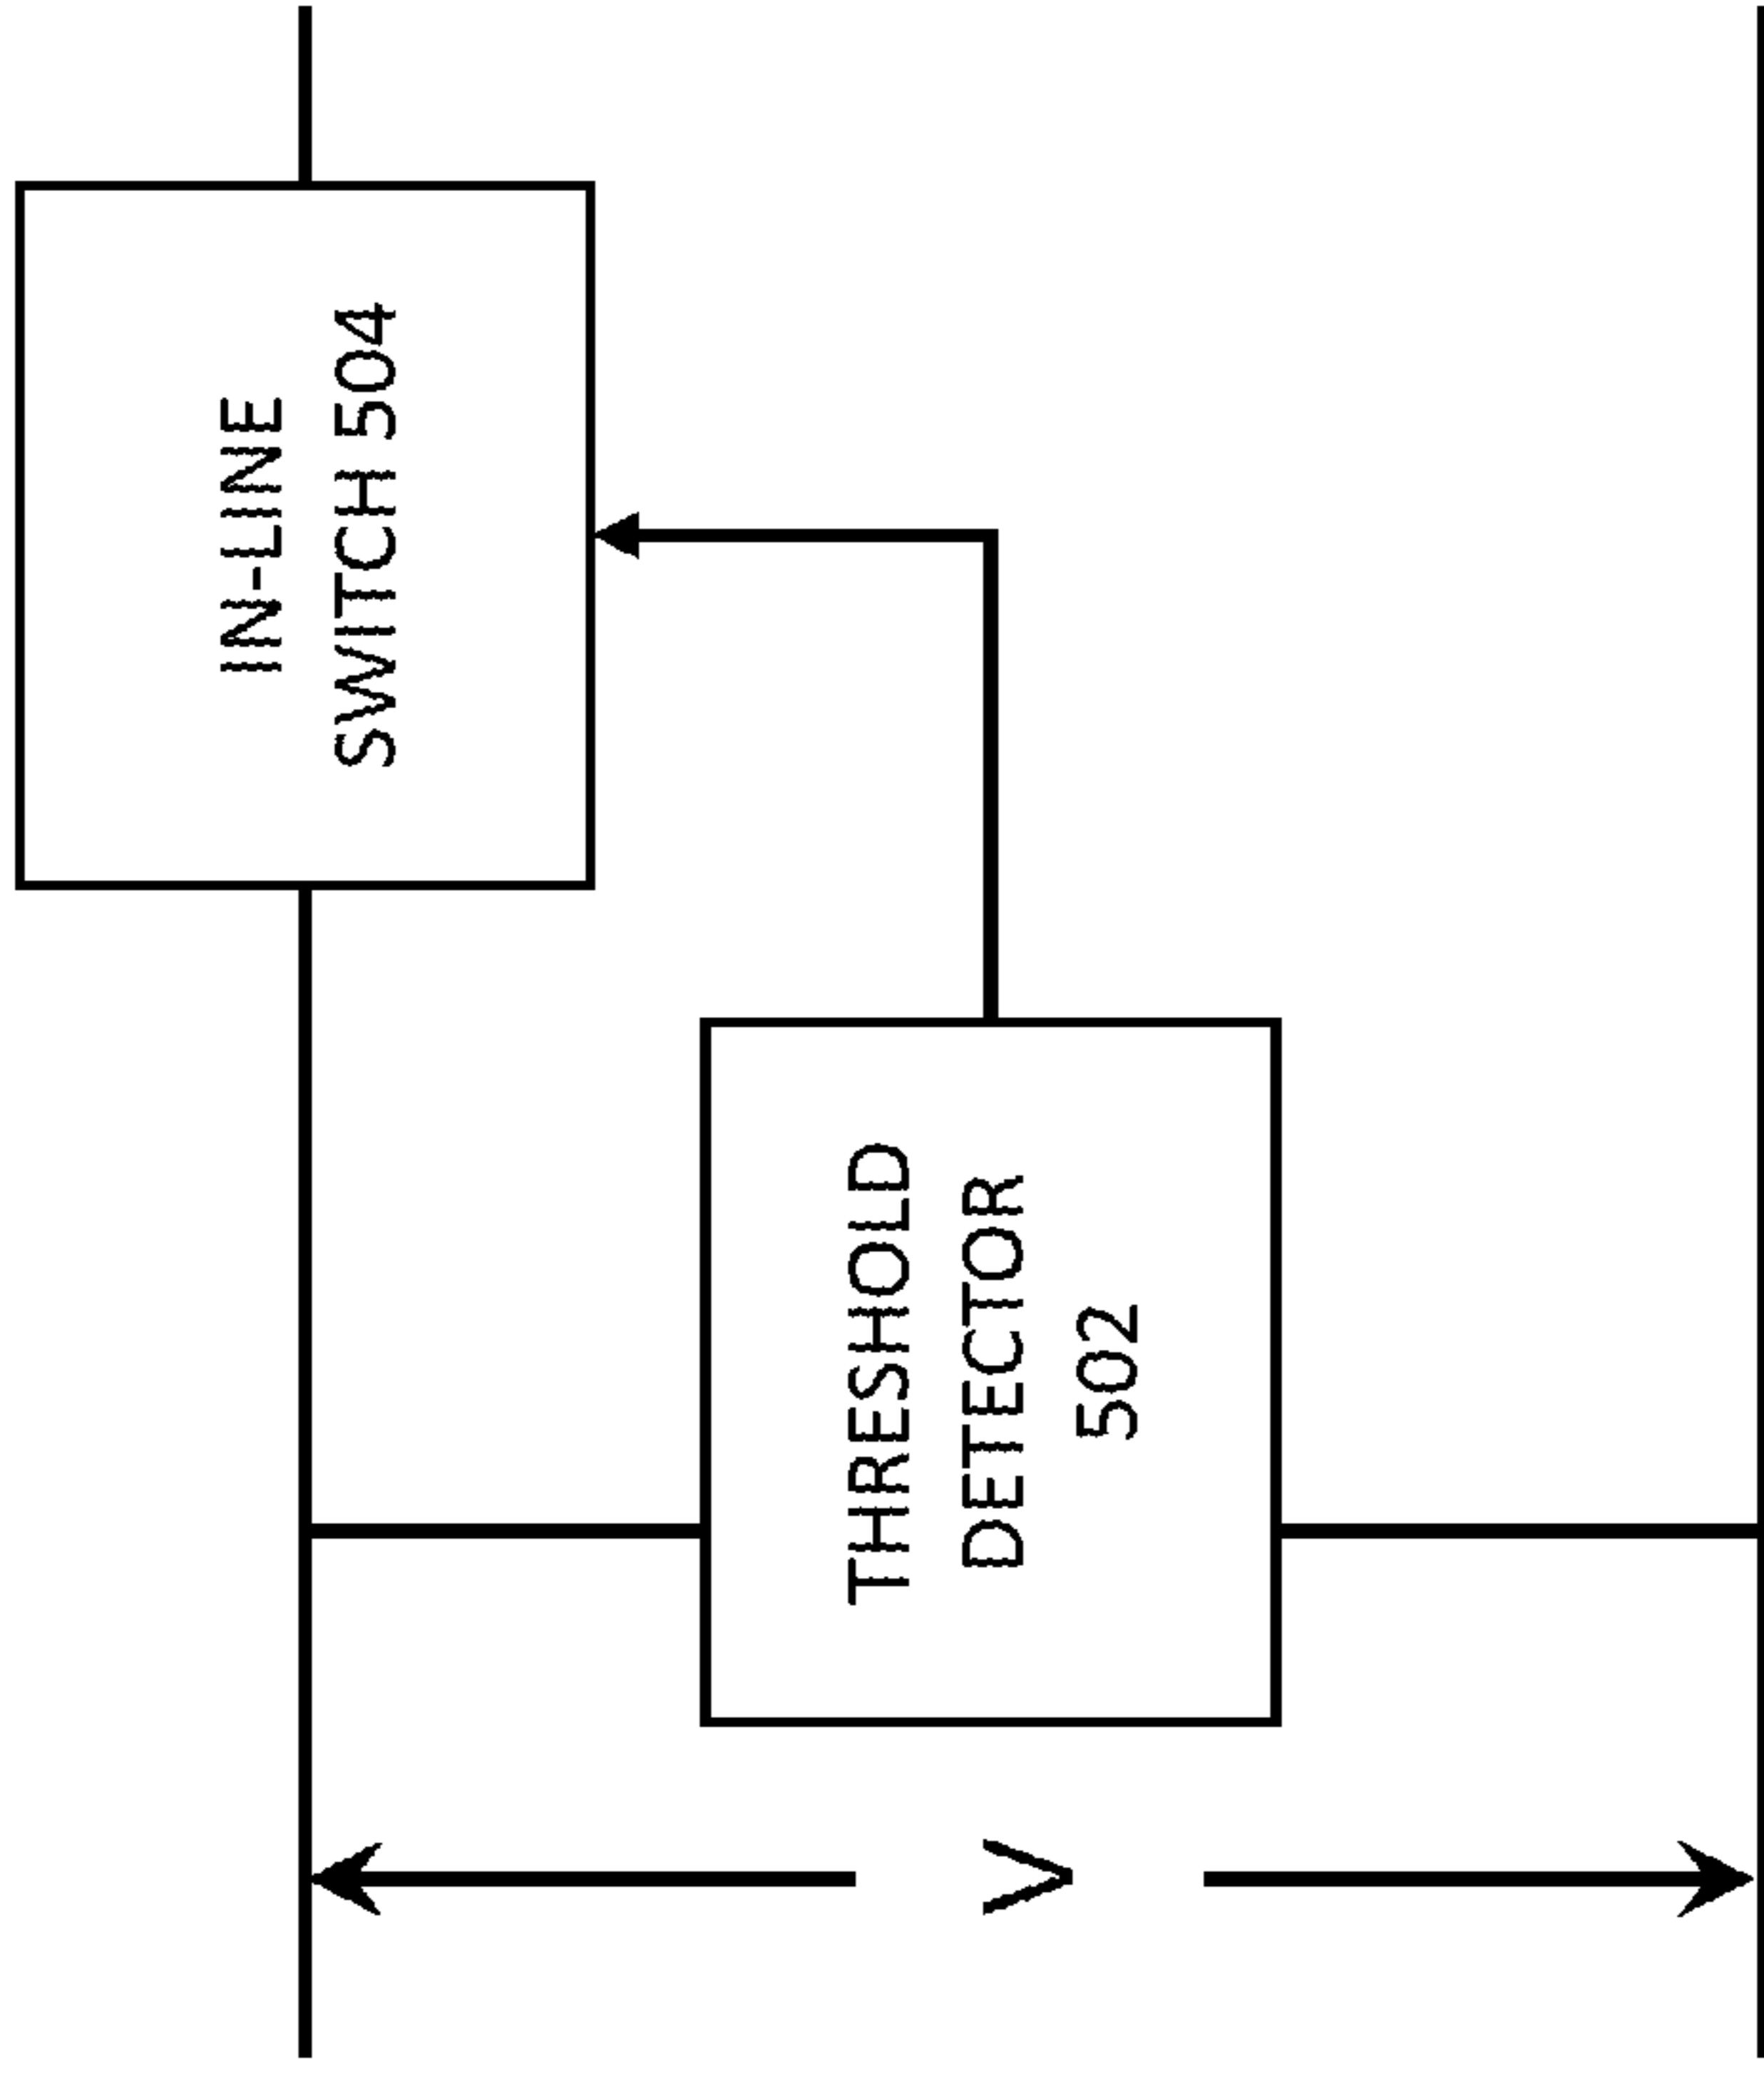 IN-LINE
SWITCH 504
THRESHOLD
DETECTOR
502
V